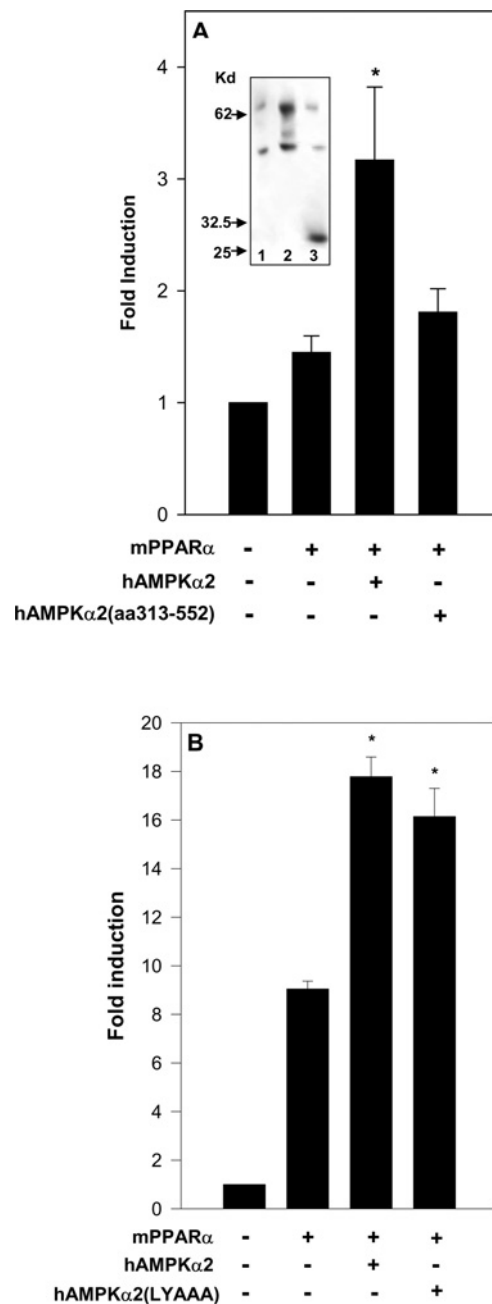 A
4
3
2
1
0
Fold Induction
Kd
62
32.5
25
1 2 3
*
mPPARα - + + +
hAMPKα2 - - + -
hAMPKα2(aa313-552) - - - +
B
20
18
16
14
12
10
8
6
4
2
0
Fold induction
* *
mPPARα - + + +
hAMPKα2 - - + -
hAMPKα2(LYAAA) - - - +